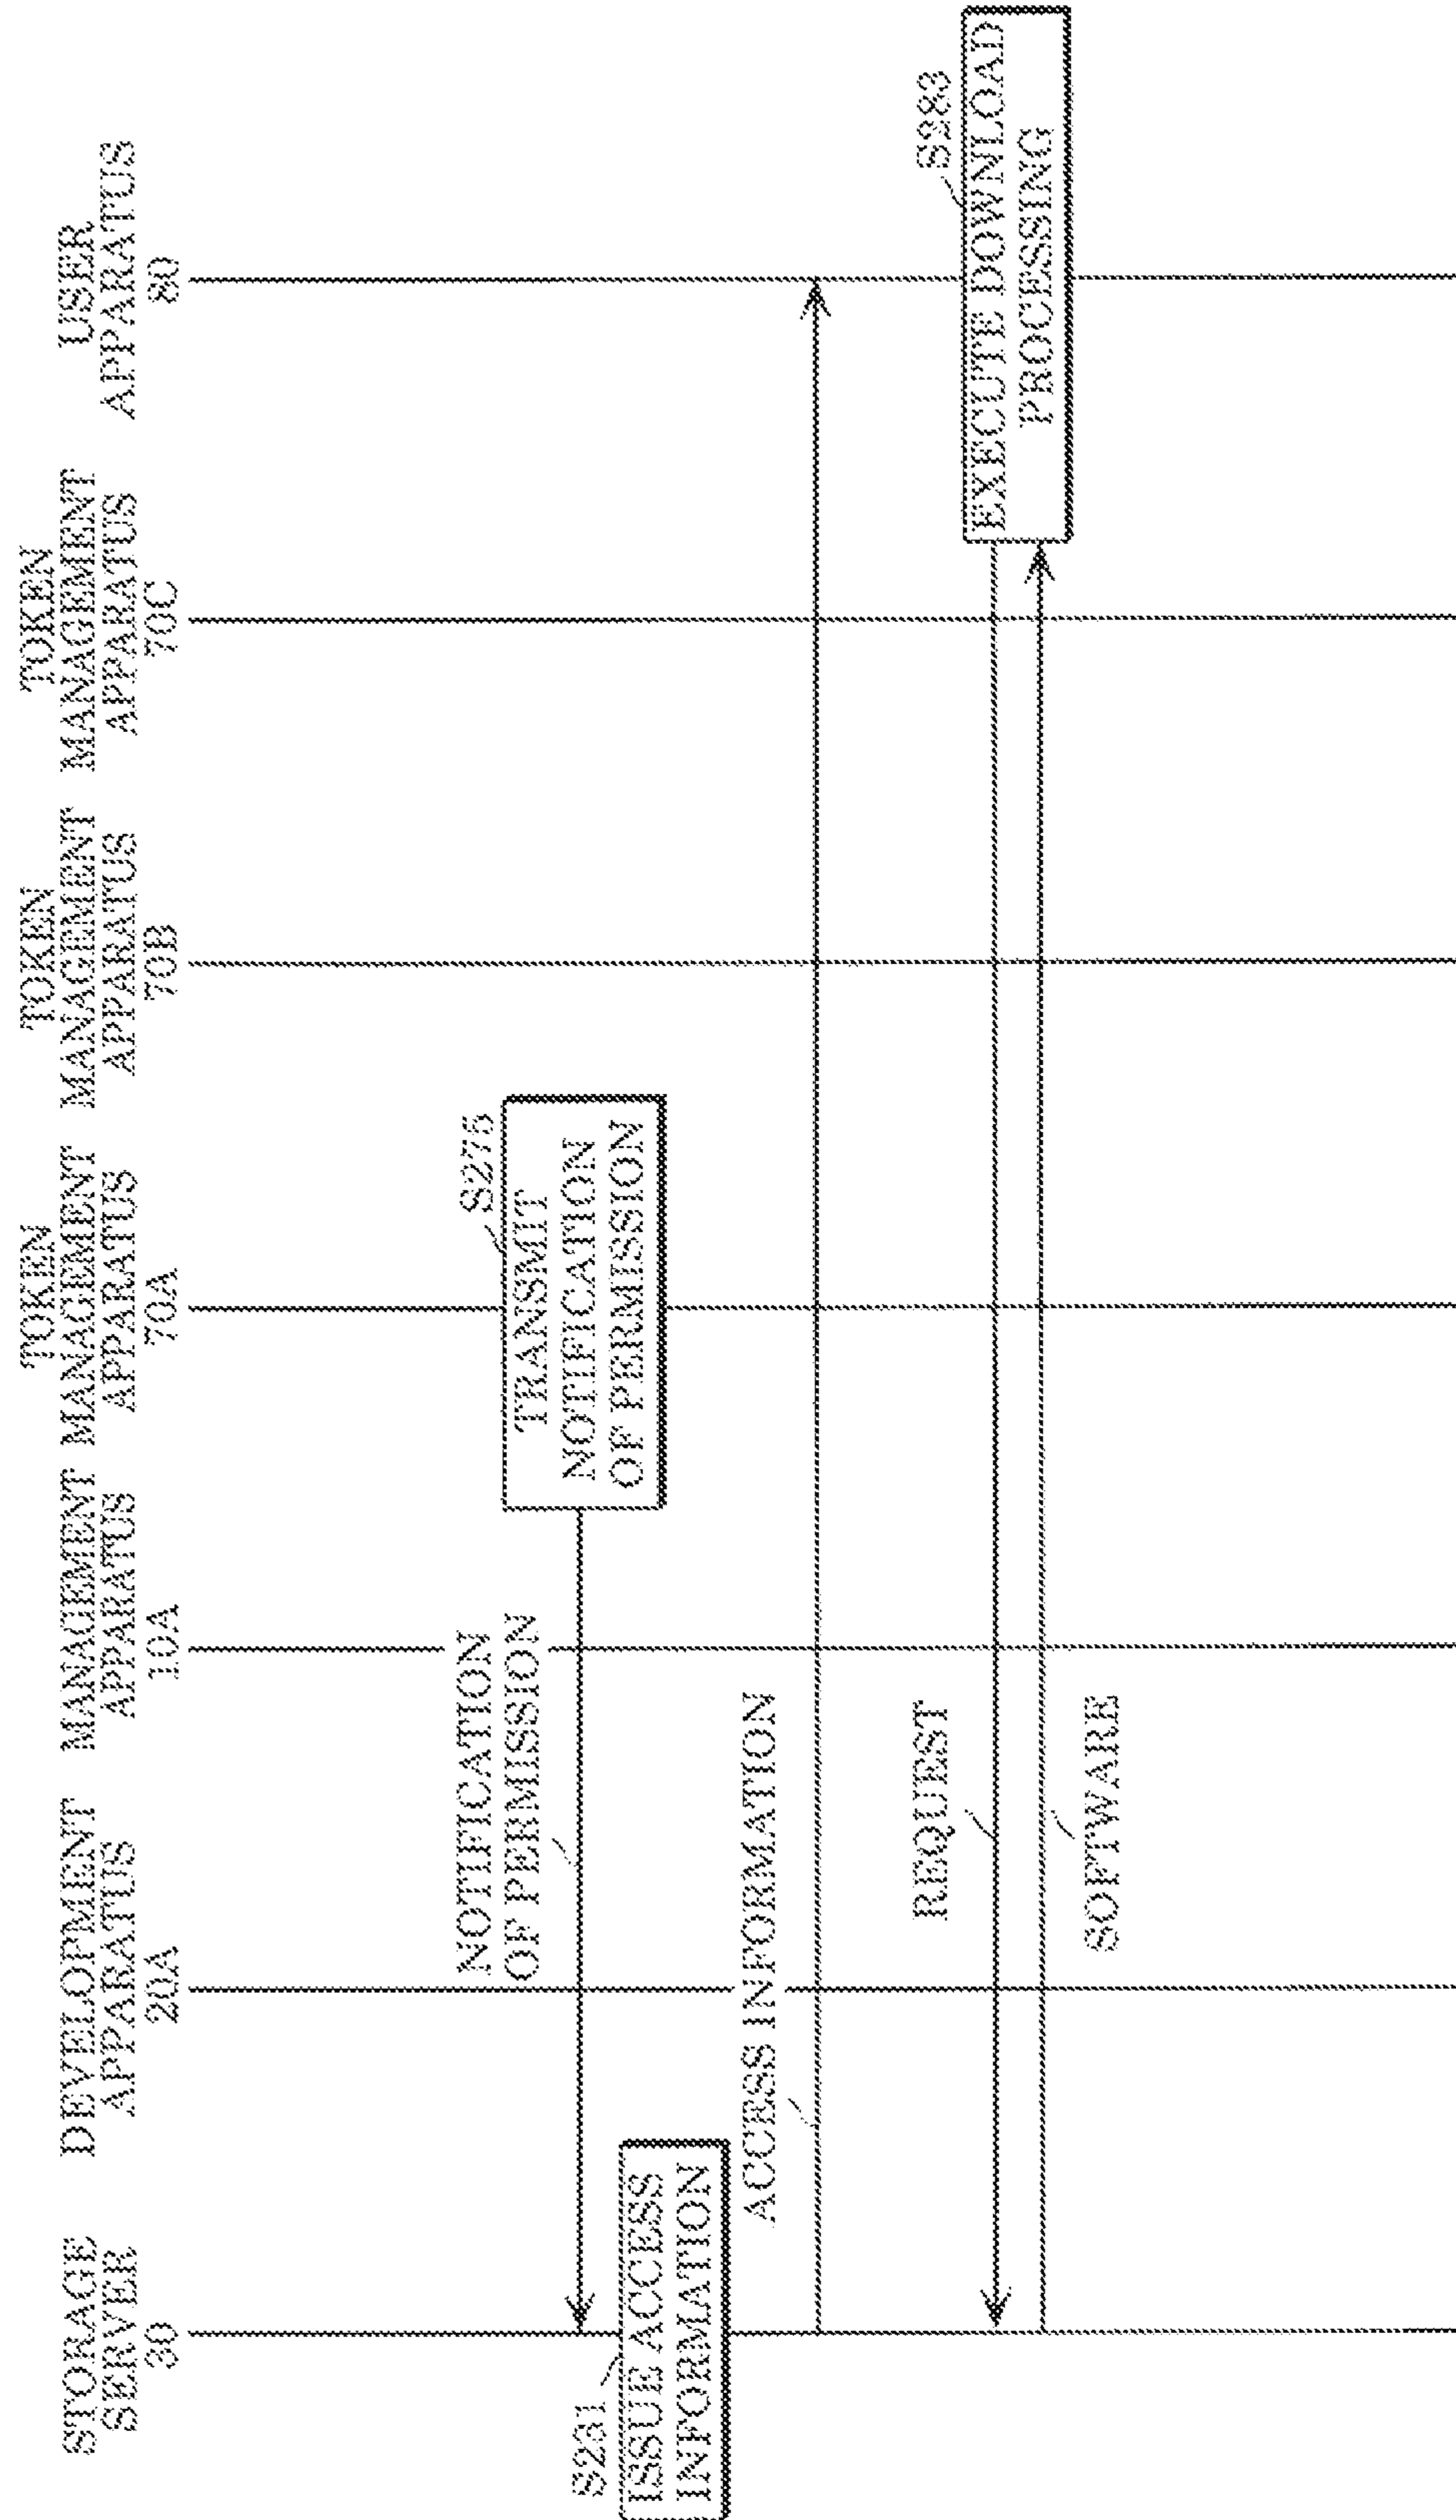 STORAGE
SERVER
30
DEVELOPMENT
APPARATUS
20A
MANAGEMENT
APPARATUS
10A
TOKEN
MANAGEMENT
APPARATUS
70A
TOKEN
MANAGEMENT
APPARATUS
70B
TOKEN
MANAGEMENT
APPARATUS
70C
USER
APPARATUS
80
NOTIFICATION
OF PERMISSION
S275
TRANSMIT
NOTIFICATION
OF PERMISSION
S231
ISSUE ACCESS
INFORMATION
ACCESS INFORMATION
REQUEST
S283
EXECUTE DOWNLOAD
PROCESSING
SOFTWARE